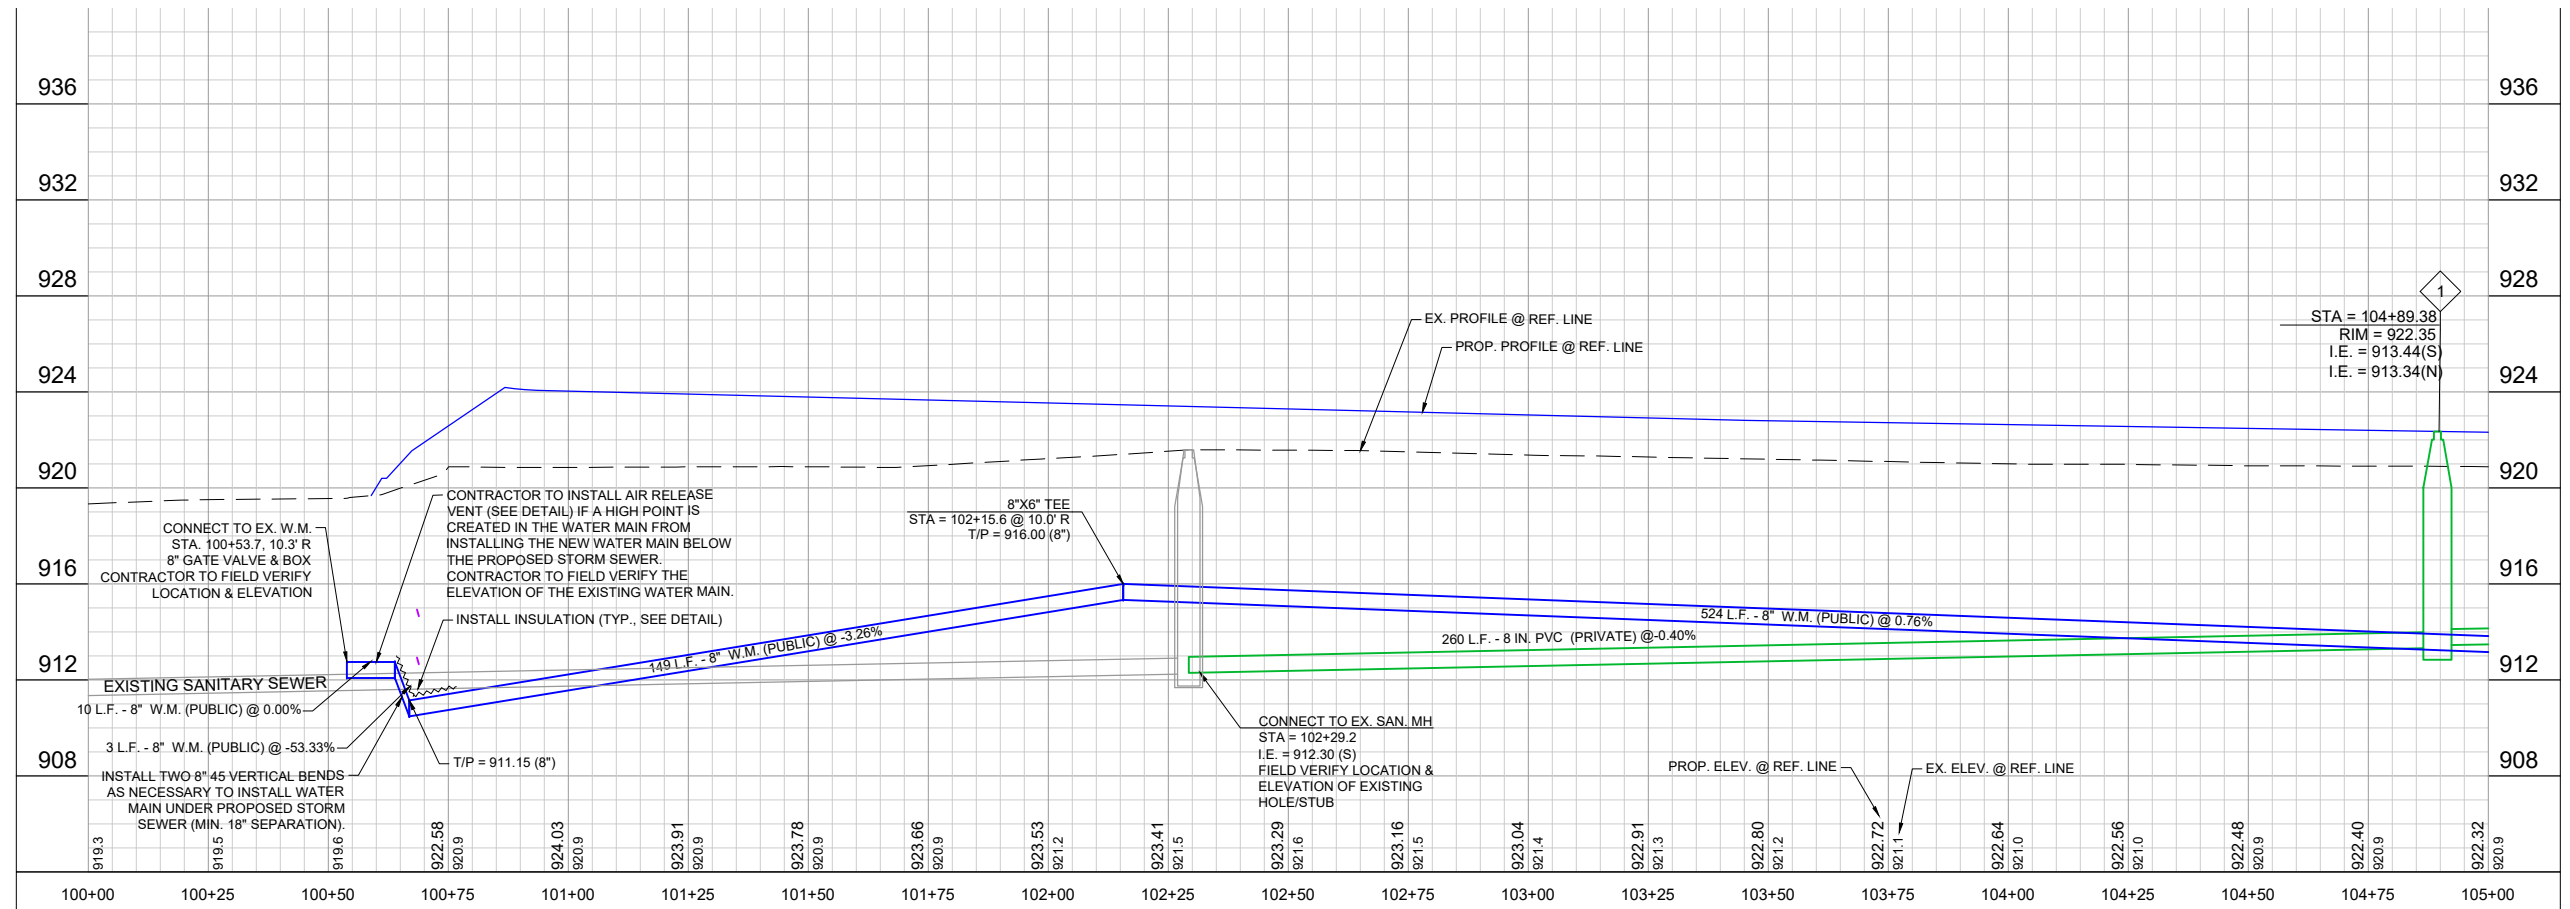 936
932
928
924
920
916
912
908
936
932
928
924
920
916
912
908
1
STA = 104+89.38
RIM = 922.35
I.E. = 913.44(S)
I.E. = 913.34(N)
EX. PROFILE @ REF. LINE
PROP. PROFILE @ REF. LINE
CONNECT TO EX. W.M.
STA. 100+53.7, 10.3' R
8" GATE VALVE & BOX
CONTRACTOR TO FIELD VERIFY
LOCATION & ELEVATION
CONTRACTOR TO INSTALL AIR RELEASE
VENT (SEE DETAIL) IF A HIGH POINT IS
CREATED IN THE WATER MAIN FROM
INSTALLING THE NEW WATER MAIN BELOW
THE PROPOSED STORM SEWER.
CONTRACTOR TO FIELD VERIFY THE
ELEVATION OF THE EXISTING WATER MAIN.
INSTALL INSULATION (TYP., SEE DETAIL)
8"X6" TEE
STA = 102+15.6 @ 10.0' R
T/P = 916.00 (8")
149 L.F. - 8" W.M. (PUBLIC) @ -3.26%
524 L.F. - 8" W.M. (PUBLIC) @ 0.76%
260 L.F. - 8 IN. PVC (PRIVATE) @-0.40%
EXISTING SANITARY SEWER
10 L.F. - 8" W.M. (PUBLIC) @ 0.00%
3 L.F. - 8" W.M. (PUBLIC) @ -53.33%
T/P = 911.15 (8")
INSTALL TWO 8" 45 VERTICAL BENDS
AS NECESSARY TO INSTALL WATER
MAIN UNDER PROPOSED STORM
SEWER (MIN. 18" SEPARATION).
CONNECT TO EX. SAN. MH
STA = 102+29.2
I.E. = 912.30 (S)
FIELD VERIFY LOCATION &
ELEVATION OF EXISTING
HOLE/STUB
PROP. ELEV. @ REF. LINE
EX. ELEV. @ REF. LINE
919.3
919.5
919.6
922.58
920.9
924.03
920.9
923.91
920.9
923.78
920.9
923.66
920.9
923.53
921.2
923.41
921.5
923.29
921.6
923.16
921.5
923.04
921.4
922.91
921.3
922.80
921.2
922.72
921.1
922.64
921.0
922.56
921.0
922.48
920.9
922.40
920.9
922.32
920.9
100+00
100+25
100+50
100+75
101+00
101+25
101+50
101+75
102+00
102+25
102+50
102+75
103+00
103+25
103+50
103+75
104+00
104+25
104+50
104+75
105+00